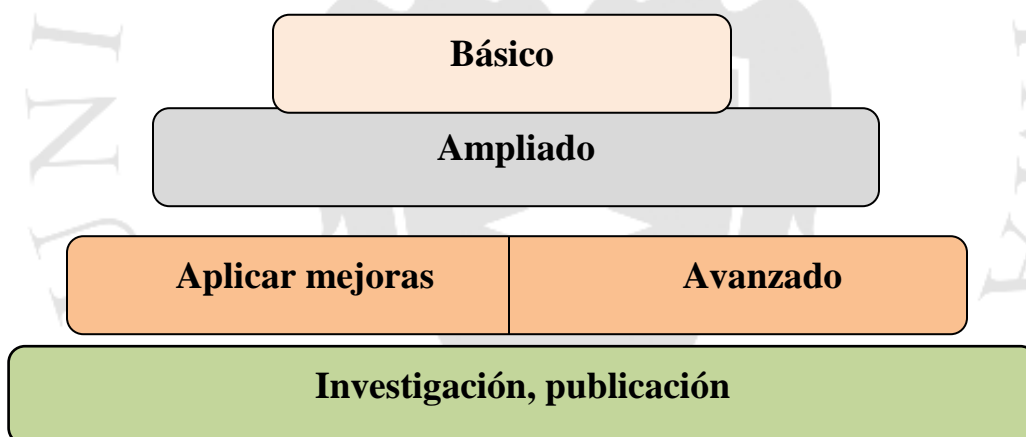 Básico
Ampliado
Aplicar mejoras
Avanzado
Investigación, publicación